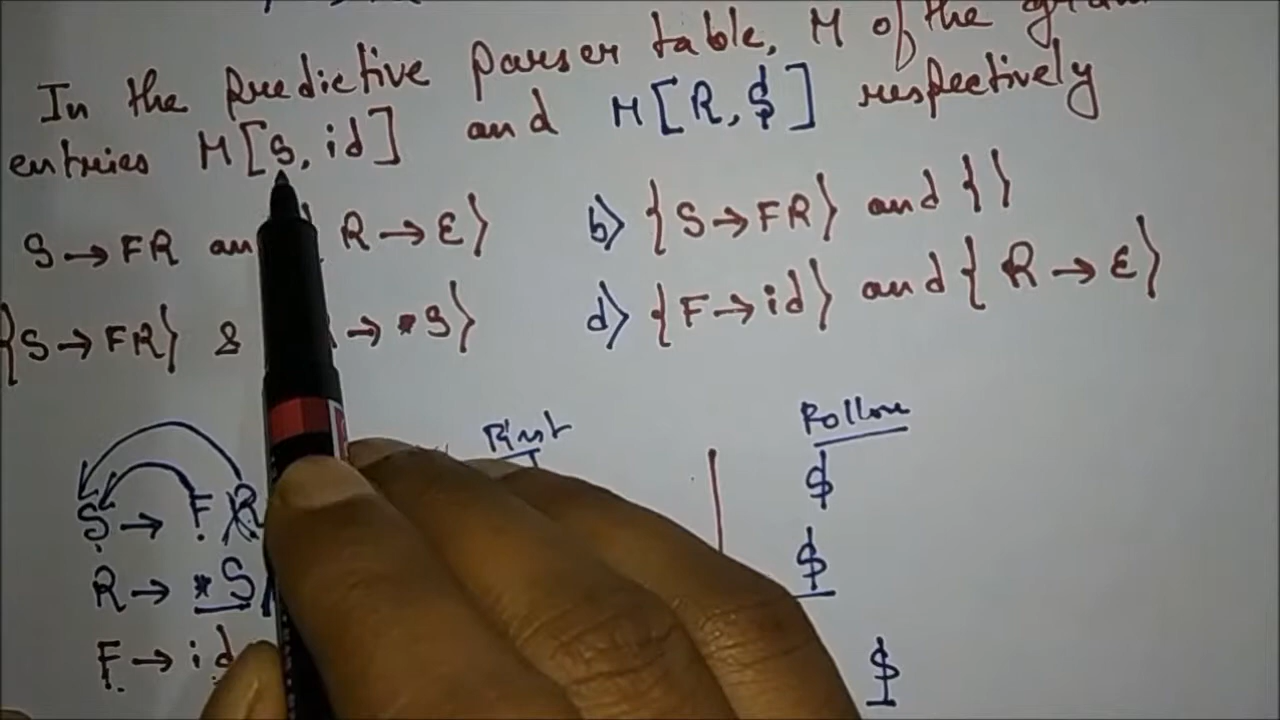 In the predictive parser table, M of the
entries M[S, id] and M[R, $] respectively
S → FR and R → ε} b) {S → FR} and {}
{S → FR} & → *S} d) {F → id} and { R → ε}
First Follow
S → F R $
R → *S $
F → id $